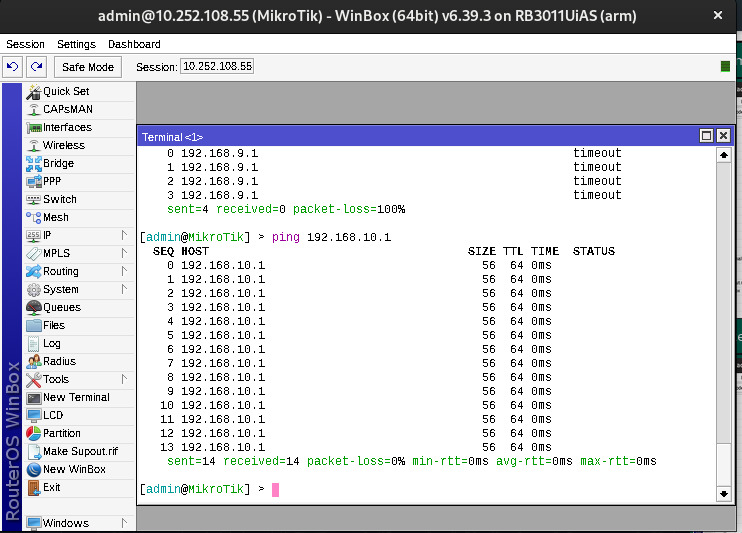 admin@10.252.108.55 (MikroTik) - WinBox (64bit) v6.39.3 on RB3011UiAS (arm)
Session Settings Dashboard
Safe Mode Session: 10.252.108.55
Quick Set
CAPsMAN
Interfaces
Wireless
Bridge
PPP
Switch
Mesh
IP
MPLS
Routing
System
Queues
Files
Log
Radius
Tools
New Terminal
LCD
Partition
Make Supout.rif
New WinBox
Exit
Windows
RouterOS WinBox
Terminal <1>
0 192.168.9.1 timeout
1 192.168.9.1 timeout
2 192.168.9.1 timeout
3 192.168.9.1 timeout
sent=4 received=0 packet-loss=100%
[admin@MikroTik] > ping 192.168.10.1
SEQ HOST SIZE TTL TIME STATUS
0 192.168.10.1 56 64 0ms
1 192.168.10.1 56 64 0ms
2 192.168.10.1 56 64 0ms
3 192.168.10.1 56 64 0ms
4 192.168.10.1 56 64 0ms
5 192.168.10.1 56 64 0ms
6 192.168.10.1 56 64 0ms
7 192.168.10.1 56 64 0ms
8 192.168.10.1 56 64 0ms
9 192.168.10.1 56 64 0ms
10 192.168.10.1 56 64 0ms
11 192.168.10.1 56 64 0ms
12 192.168.10.1 56 64 0ms
13 192.168.10.1 56 64 0ms
sent=14 received=14 packet-loss=0% min-rtt=0ms avg-rtt=0ms max-rtt=0ms
[admin@MikroTik] >